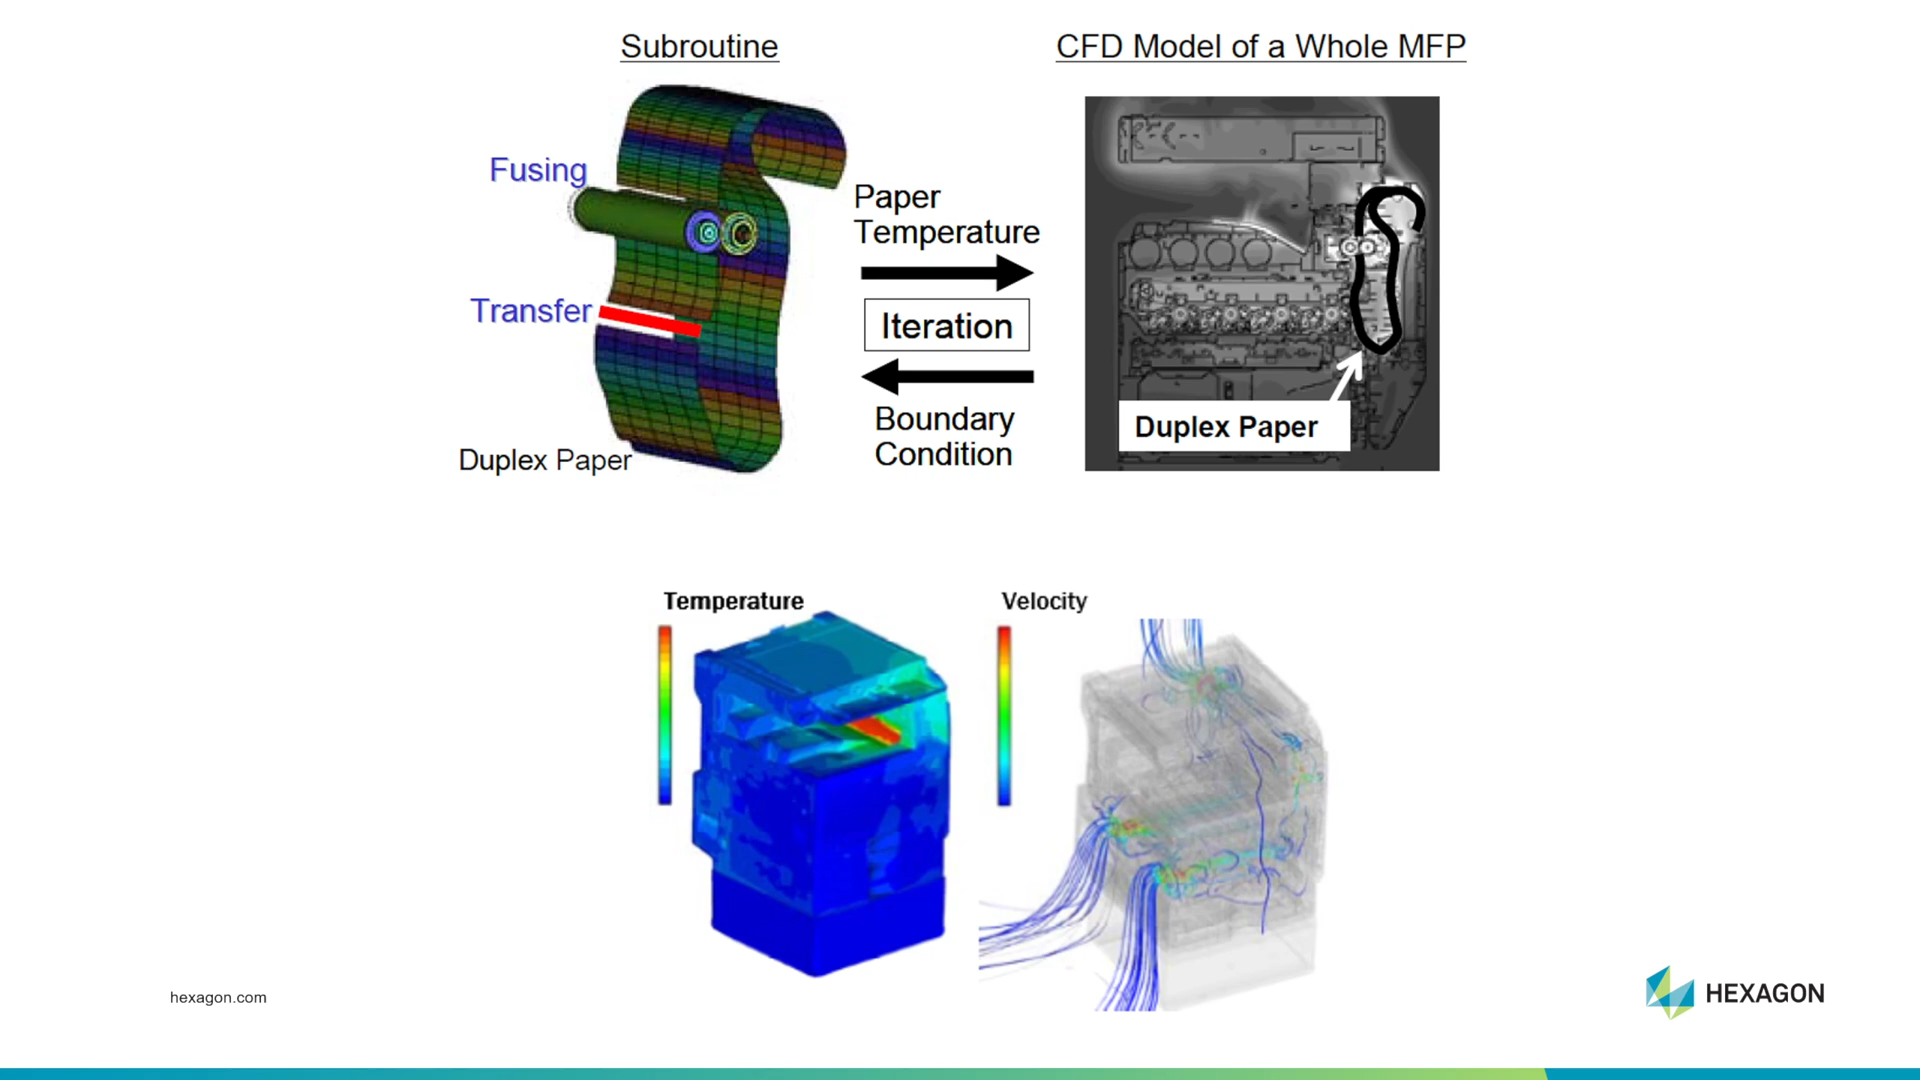 Subroutine
CFD Model of a Whole MFP
Fusing
Transfer
Duplex Paper
Paper
Temperature
Iteration
Boundary
Condition
Duplex Paper
Temperature
Velocity
hexagon.com
HEXAGON